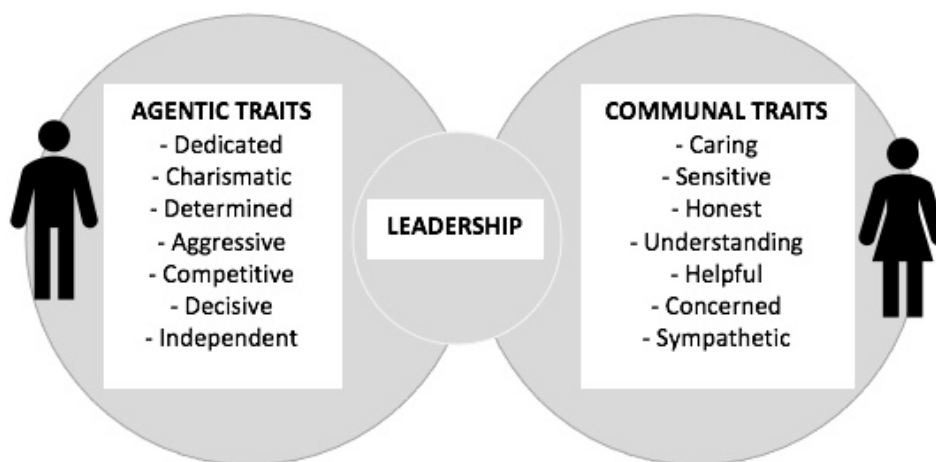 AGENTIC TRAITS
- Dedicated
- Charismatic
- Determined
- Aggressive
- Competitive
- Decisive
- Independent
LEADERSHIP
COMMUNAL TRAITS
- Caring
- Sensitive
- Honest
- Understanding
- Helpful
- Concerned
- Sympathetic